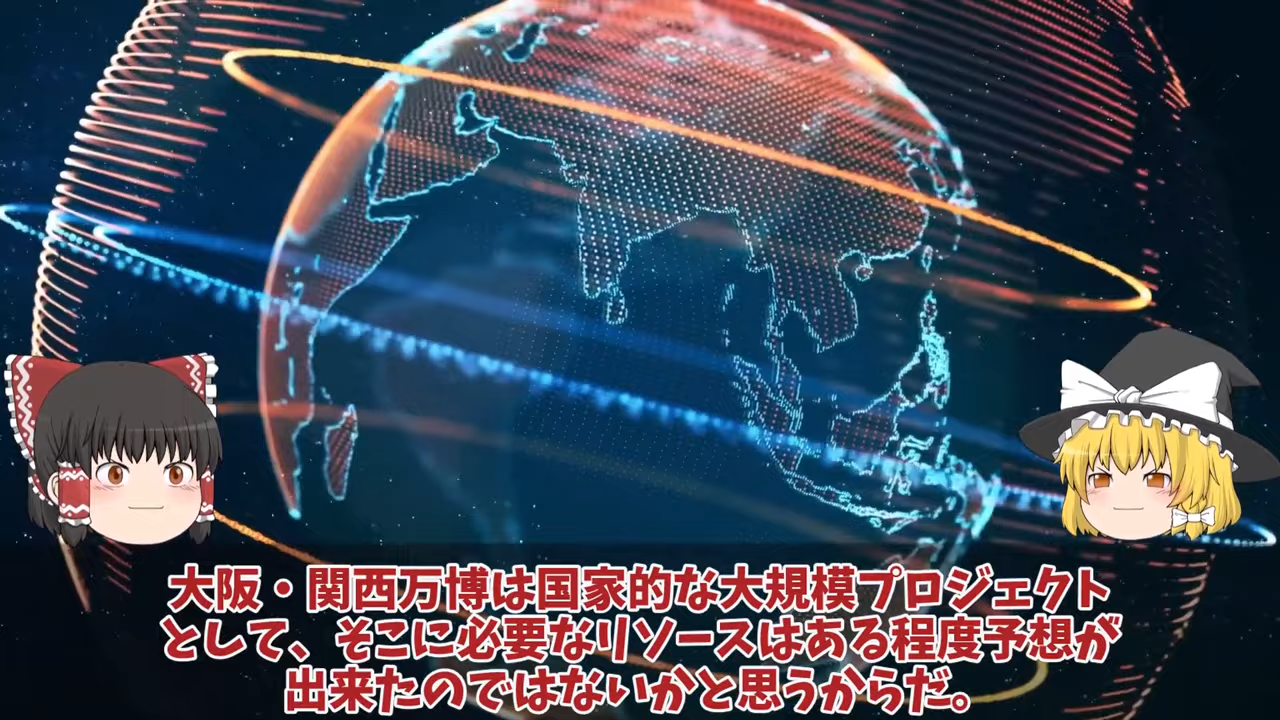 大阪・関西万博は国家的な大規模プロジェクト
として、そこに必要なリソースはある程度予想が
出来たのではないかと思うからだ。